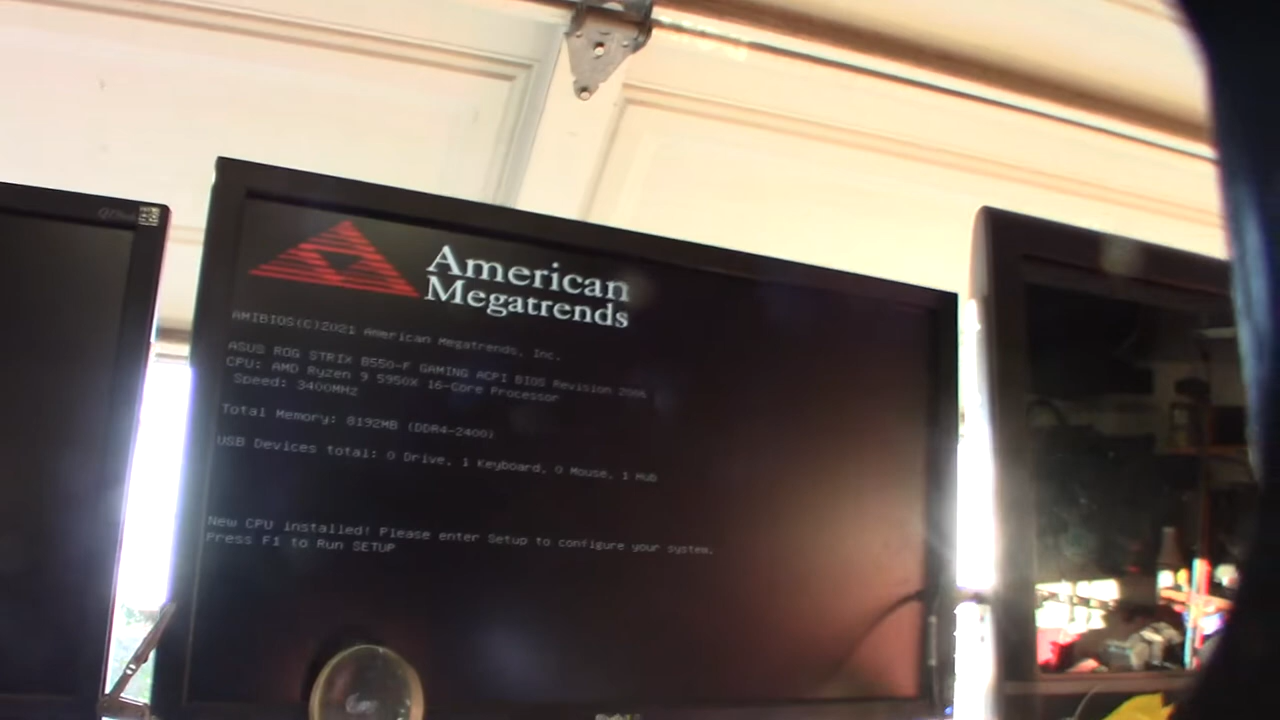 American
Megatrends
AMIBIOS(C)2021 American Megatrends, Inc.
ASUS ROG STRIX B550-F GAMING ACPI BIOS Revision
CPU: AMD Ryzen 9 5950X 16-Core Processor
Speed: 3400MHz
Total Memory: 8192MB (DDR4-2400)
USB Devices total: 0 Drive, 1 Keyboard, 0 Mouse, 1 Hub
New CPU installed! Please enter Setup to configure your system.
Press F1 to Run SETUP